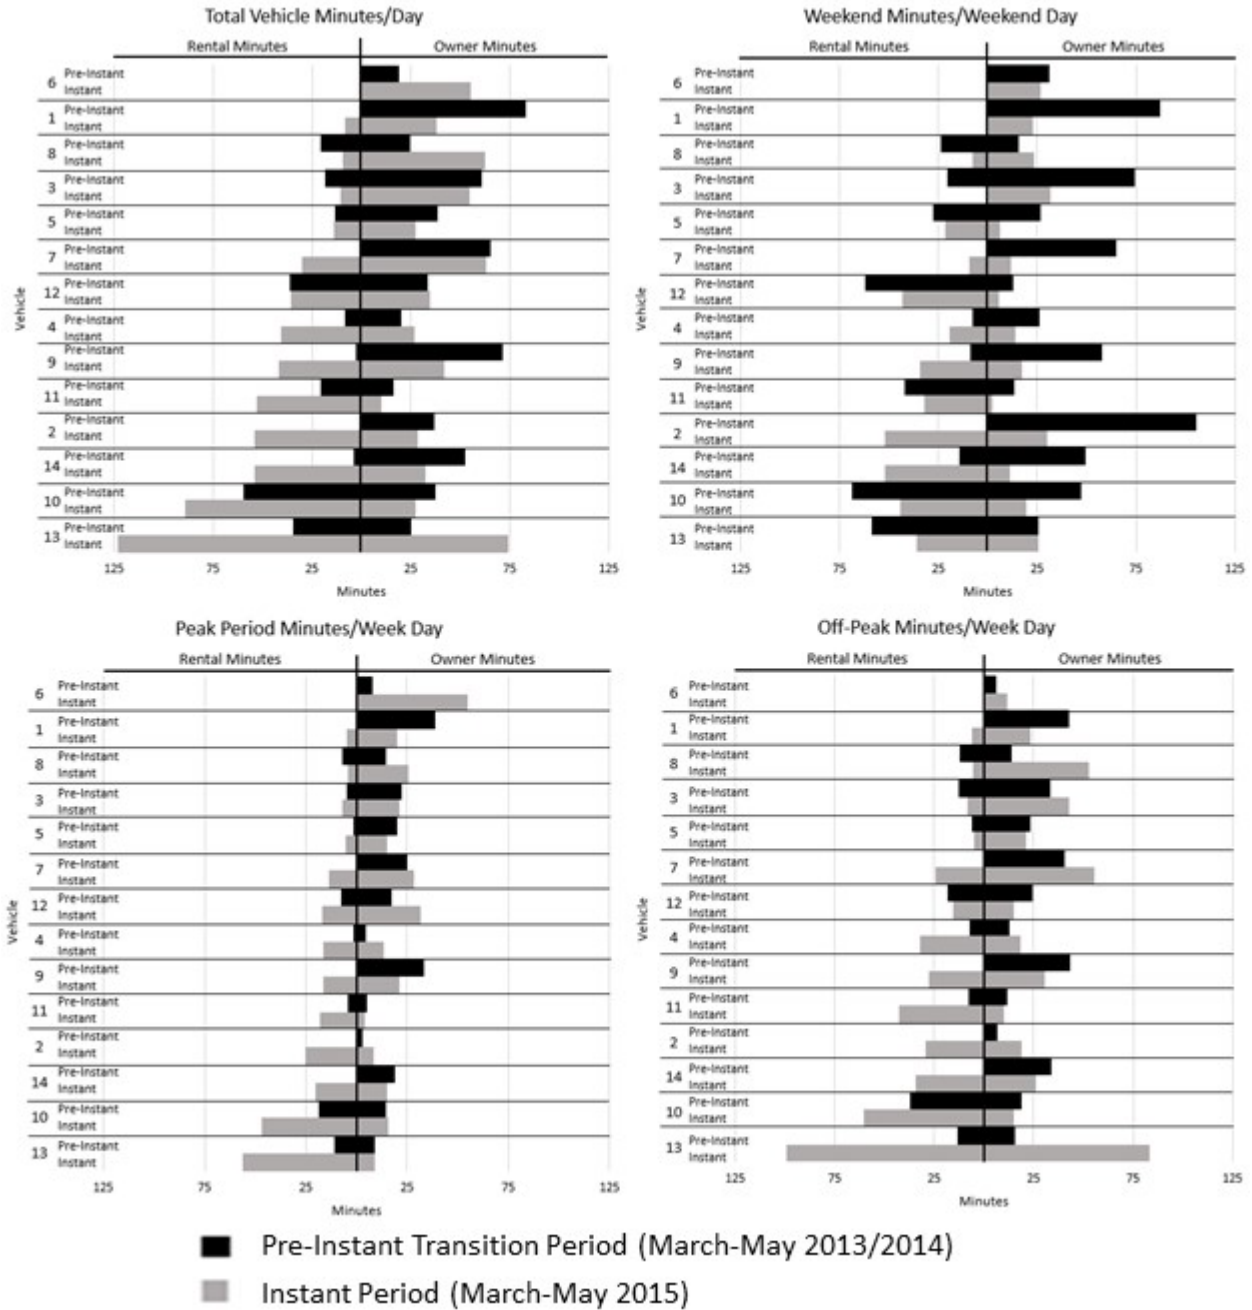 Total Vehicle Minutes/Day
Rental Minutes Owner Minutes
6 Pre-Instant
Instant
1 Pre-Instant
Instant
8 Pre-Instant
Instant
3 Pre-Instant
Instant
5 Pre-Instant
Instant
7 Pre-Instant
Instant
12 Pre-Instant
Instant
4 Pre-Instant
Instant
9 Pre-Instant
Instant
11 Pre-Instant
Instant
2 Pre-Instant
Instant
14 Pre-Instant
Instant
10 Pre-Instant
Instant
13 Pre-Instant
Instant
Vehicle
125 75 25 25 75 125
Minutes
Weekend Minutes/Weekend Day
Rental Minutes Owner Minutes
6 Pre-Instant
Instant
1 Pre-Instant
Instant
8 Pre-Instant
Instant
3 Pre-Instant
Instant
5 Pre-Instant
Instant
7 Pre-Instant
Instant
12 Pre-Instant
Instant
4 Pre-Instant
Instant
9 Pre-Instant
Instant
11 Pre-Instant
Instant
2 Pre-Instant
Instant
14 Pre-Instant
Instant
10 Pre-Instant
Instant
13 Pre-Instant
Instant
Vehicle
125 75 25 25 75 125
Minutes
Peak Period Minutes/Week Day
Rental Minutes Owner Minutes
6 Pre-Instant
Instant
1 Pre-Instant
Instant
8 Pre-Instant
Instant
3 Pre-Instant
Instant
5 Pre-Instant
Instant
7 Pre-Instant
Instant
12 Pre-Instant
Instant
4 Pre-Instant
Instant
9 Pre-Instant
Instant
11 Pre-Instant
Instant
2 Pre-Instant
Instant
14 Pre-Instant
Instant
10 Pre-Instant
Instant
13 Pre-Instant
Instant
Vehicle
125 75 25 25 75 125
Minutes
Off-Peak Minutes/Week Day
Rental Minutes Owner Minutes
6 Pre-Instant
Instant
1 Pre-Instant
Instant
8 Pre-Instant
Instant
3 Pre-Instant
Instant
5 Pre-Instant
Instant
7 Pre-Instant
Instant
12 Pre-Instant
Instant
4 Pre-Instant
Instant
9 Pre-Instant
Instant
11 Pre-Instant
Instant
2 Pre-Instant
Instant
14 Pre-Instant
Instant
10 Pre-Instant
Instant
13 Pre-Instant
Instant
Vehicle
125 75 25 25 75 125
Minutes
Pre-Instant Transition Period (March-May 2013/2014)
Instant Period (March-May 2015)